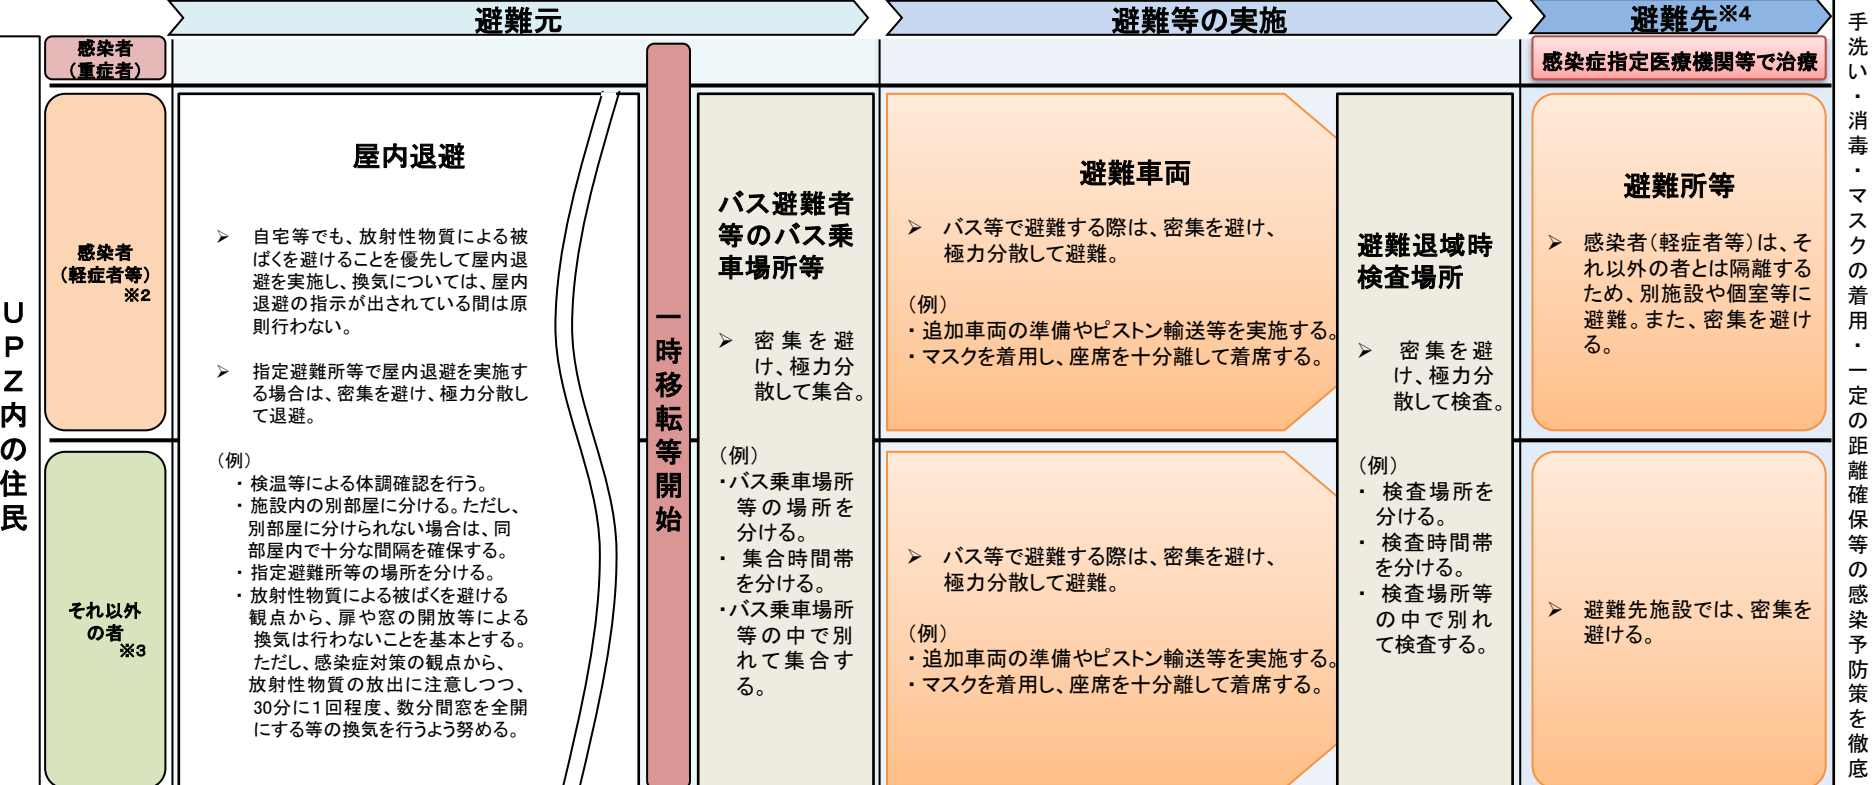 避難元
避難等の実施
避難先※4
UPZ内の住民
感染者
（重症者）
感染症指定医療機関等で治療
感染者
（軽症者等）
※2
それ以外
の者
※3
屋内退避
➢ 自宅等でも、放射性物質による被
ばくを避けることを優先して屋内退
避を実施し、換気については、屋内
退避の指示が出されている間は原
則行わない。
➢ 指定避難所等で屋内退避を実施す
る場合は、密集を避け、極力分散し
て退避。
（例）
・検温等による体調確認を行う。
・施設内の別部屋に分ける。ただし、
別部屋に分けられない場合は、同
部屋内で十分な間隔を確保する。
・指定避難所等の場所を分ける。
・放射性物質による被ばくを避ける
観点から、扉や窓の開放等による
換気は行わないことを基本とする。
ただし、感染症対策の観点から、
放射性物質の放出に注意しつつ、
30分に1回程度、数分間窓を全開
にする等の換気を行うよう努める。
一時移転等開始
バス避難者
等のバス乗
車場所等
➢ 密集を避
け、極力分
散して集合。
（例）
・バス乗車場所
等の場所を
分ける。
・集合時間帯
を分ける。
・バス乗車場所
等の中で別
れて集合す
る。
避難車両
➢ バス等で避難する際は、密集を避け、
極力分散して避難。
（例）
・追加車両の準備やピストン輸送等を実施する。
・マスクを着用し、座席を十分離して着席する。
➢ バス等で避難する際は、密集を避け、
極力分散して避難。
（例）
・追加車両の準備やピストン輸送等を実施する。
・マスクを着用し、座席を十分離して着席する。
避難退域時
検査場所
➢ 密集を避
け、極力分
散して検査。
（例）
・検査場所を
分ける。
・検査時間帯
を分ける。
・検査場所等
の中で別れ
て検査する。
避難所等
➢ 感染者（軽症者等）は、そ
れ以外の者とは隔離する
ため、別施設や個室等に
避難。また、密集を避け
る。
➢ 避難先施設では、密集を
避ける。
手洗い・消毒・マスクの着用・一定の距離確保等の感染予防策を徹底